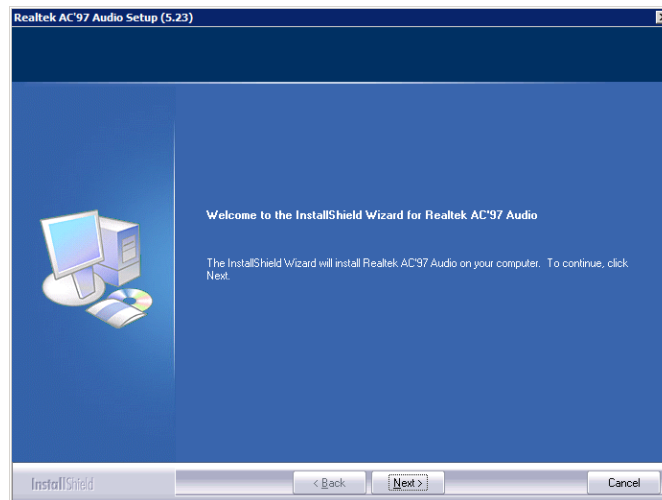 Realtek AC'97 Audio Setup (5.23)
Welcome to the InstallShield Wizard for Realtek AC'97 Audio
The InstallShield Wizard will install Realtek AC'97 Audio on your computer. To continue, click
Next.
InstallShield
< Back
Next >
Cancel